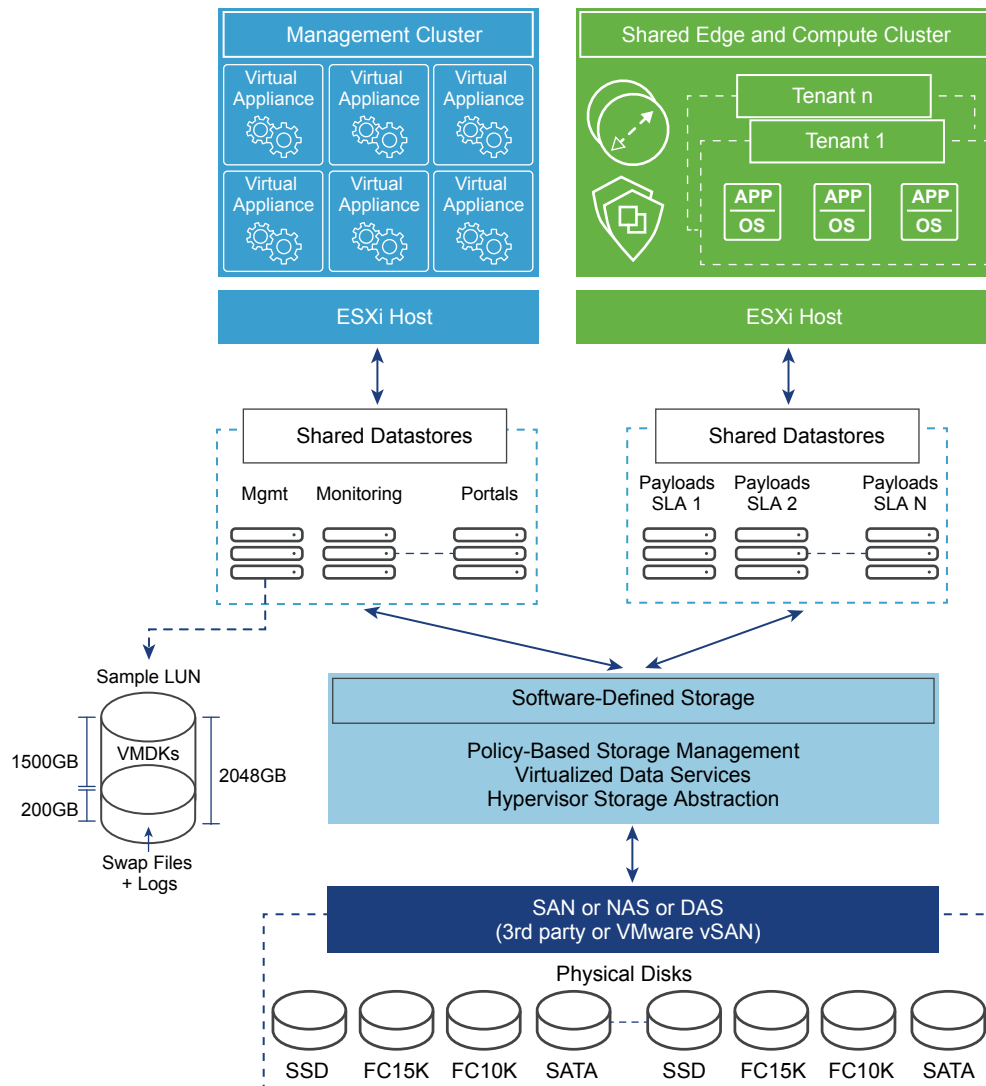 Management Cluster
Virtual
Appliance
Virtual
Appliance
Virtual
Appliance
Virtual
Appliance
Virtual
Appliance
Virtual
Appliance
ESXi Host
Shared Edge and Compute Cluster
Tenant n
Tenant 1
APP
OS
APP
OS
APP
OS
ESXi Host
Shared Datastores
Mgmt
Monitoring
Portals
Shared Datastores
Payloads
SLA 1
Payloads
SLA 2
Payloads
SLA N
Sample LUN
VMDKs
1500GB
200GB
2048GB
Swap Files
+ Logs
Software-Defined Storage
Policy-Based Storage Management
Virtualized Data Services
Hypervisor Storage Abstraction
SAN or NAS or DAS
(3rd party or VMware vSAN)
Physical Disks
SSD
FC15K
FC10K
SATA
SSD
FC15K
FC10K
SATA